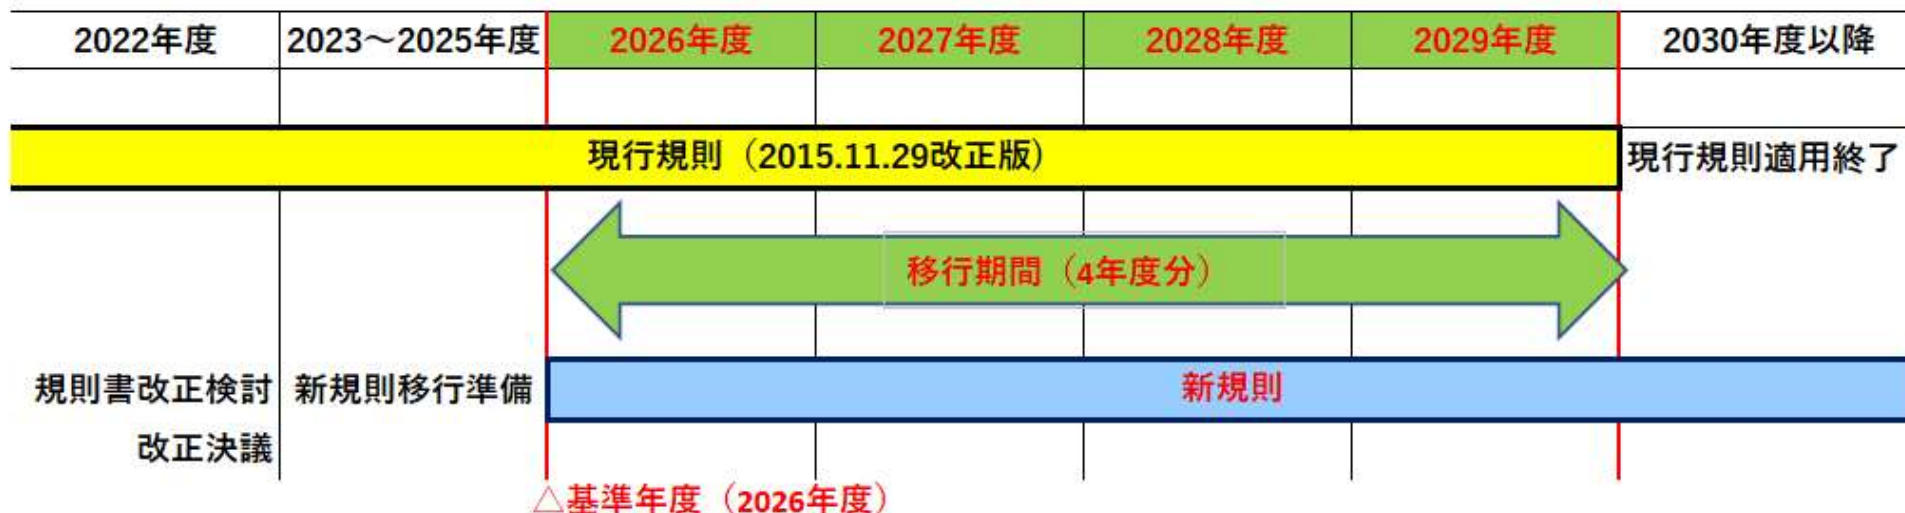 2022年度 2023～2025年度 2026年度 2027年度 2028年度 2029年度 2030年度以降
現行規則（2015.11.29改正版） 現行規則適用終了
移行期間（4年度分）
規則書改正検討 新規則移行準備 新規則
改正決議
△基準年度（2026年度）